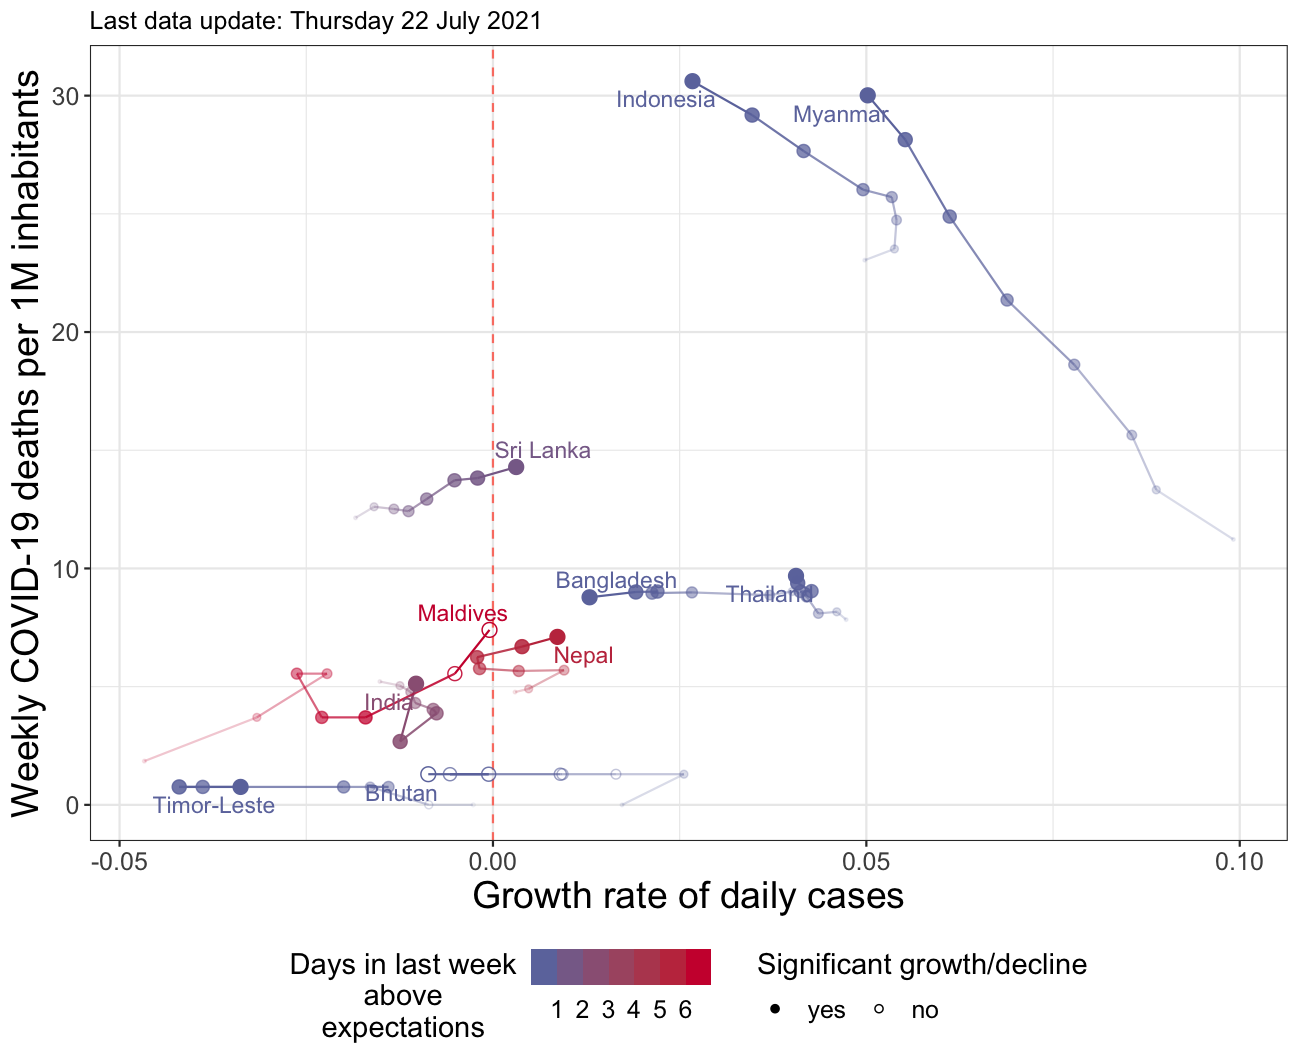 Last data update: Thursday 22 July 2021
Weekly COVID-19 deaths per 1M inhabitants
30
20
10
0
Indonesia
Myanmar
Sri Lanka
Bangladesh
Thailand
Maldives
Nepal
India
Bhutan
Timor-Leste
-0.05
0.00
0.05
0.10
Growth rate of daily cases
Days in last week
above
expectations
1 2 3 4 5 6
Significant growth/decline
yes
no